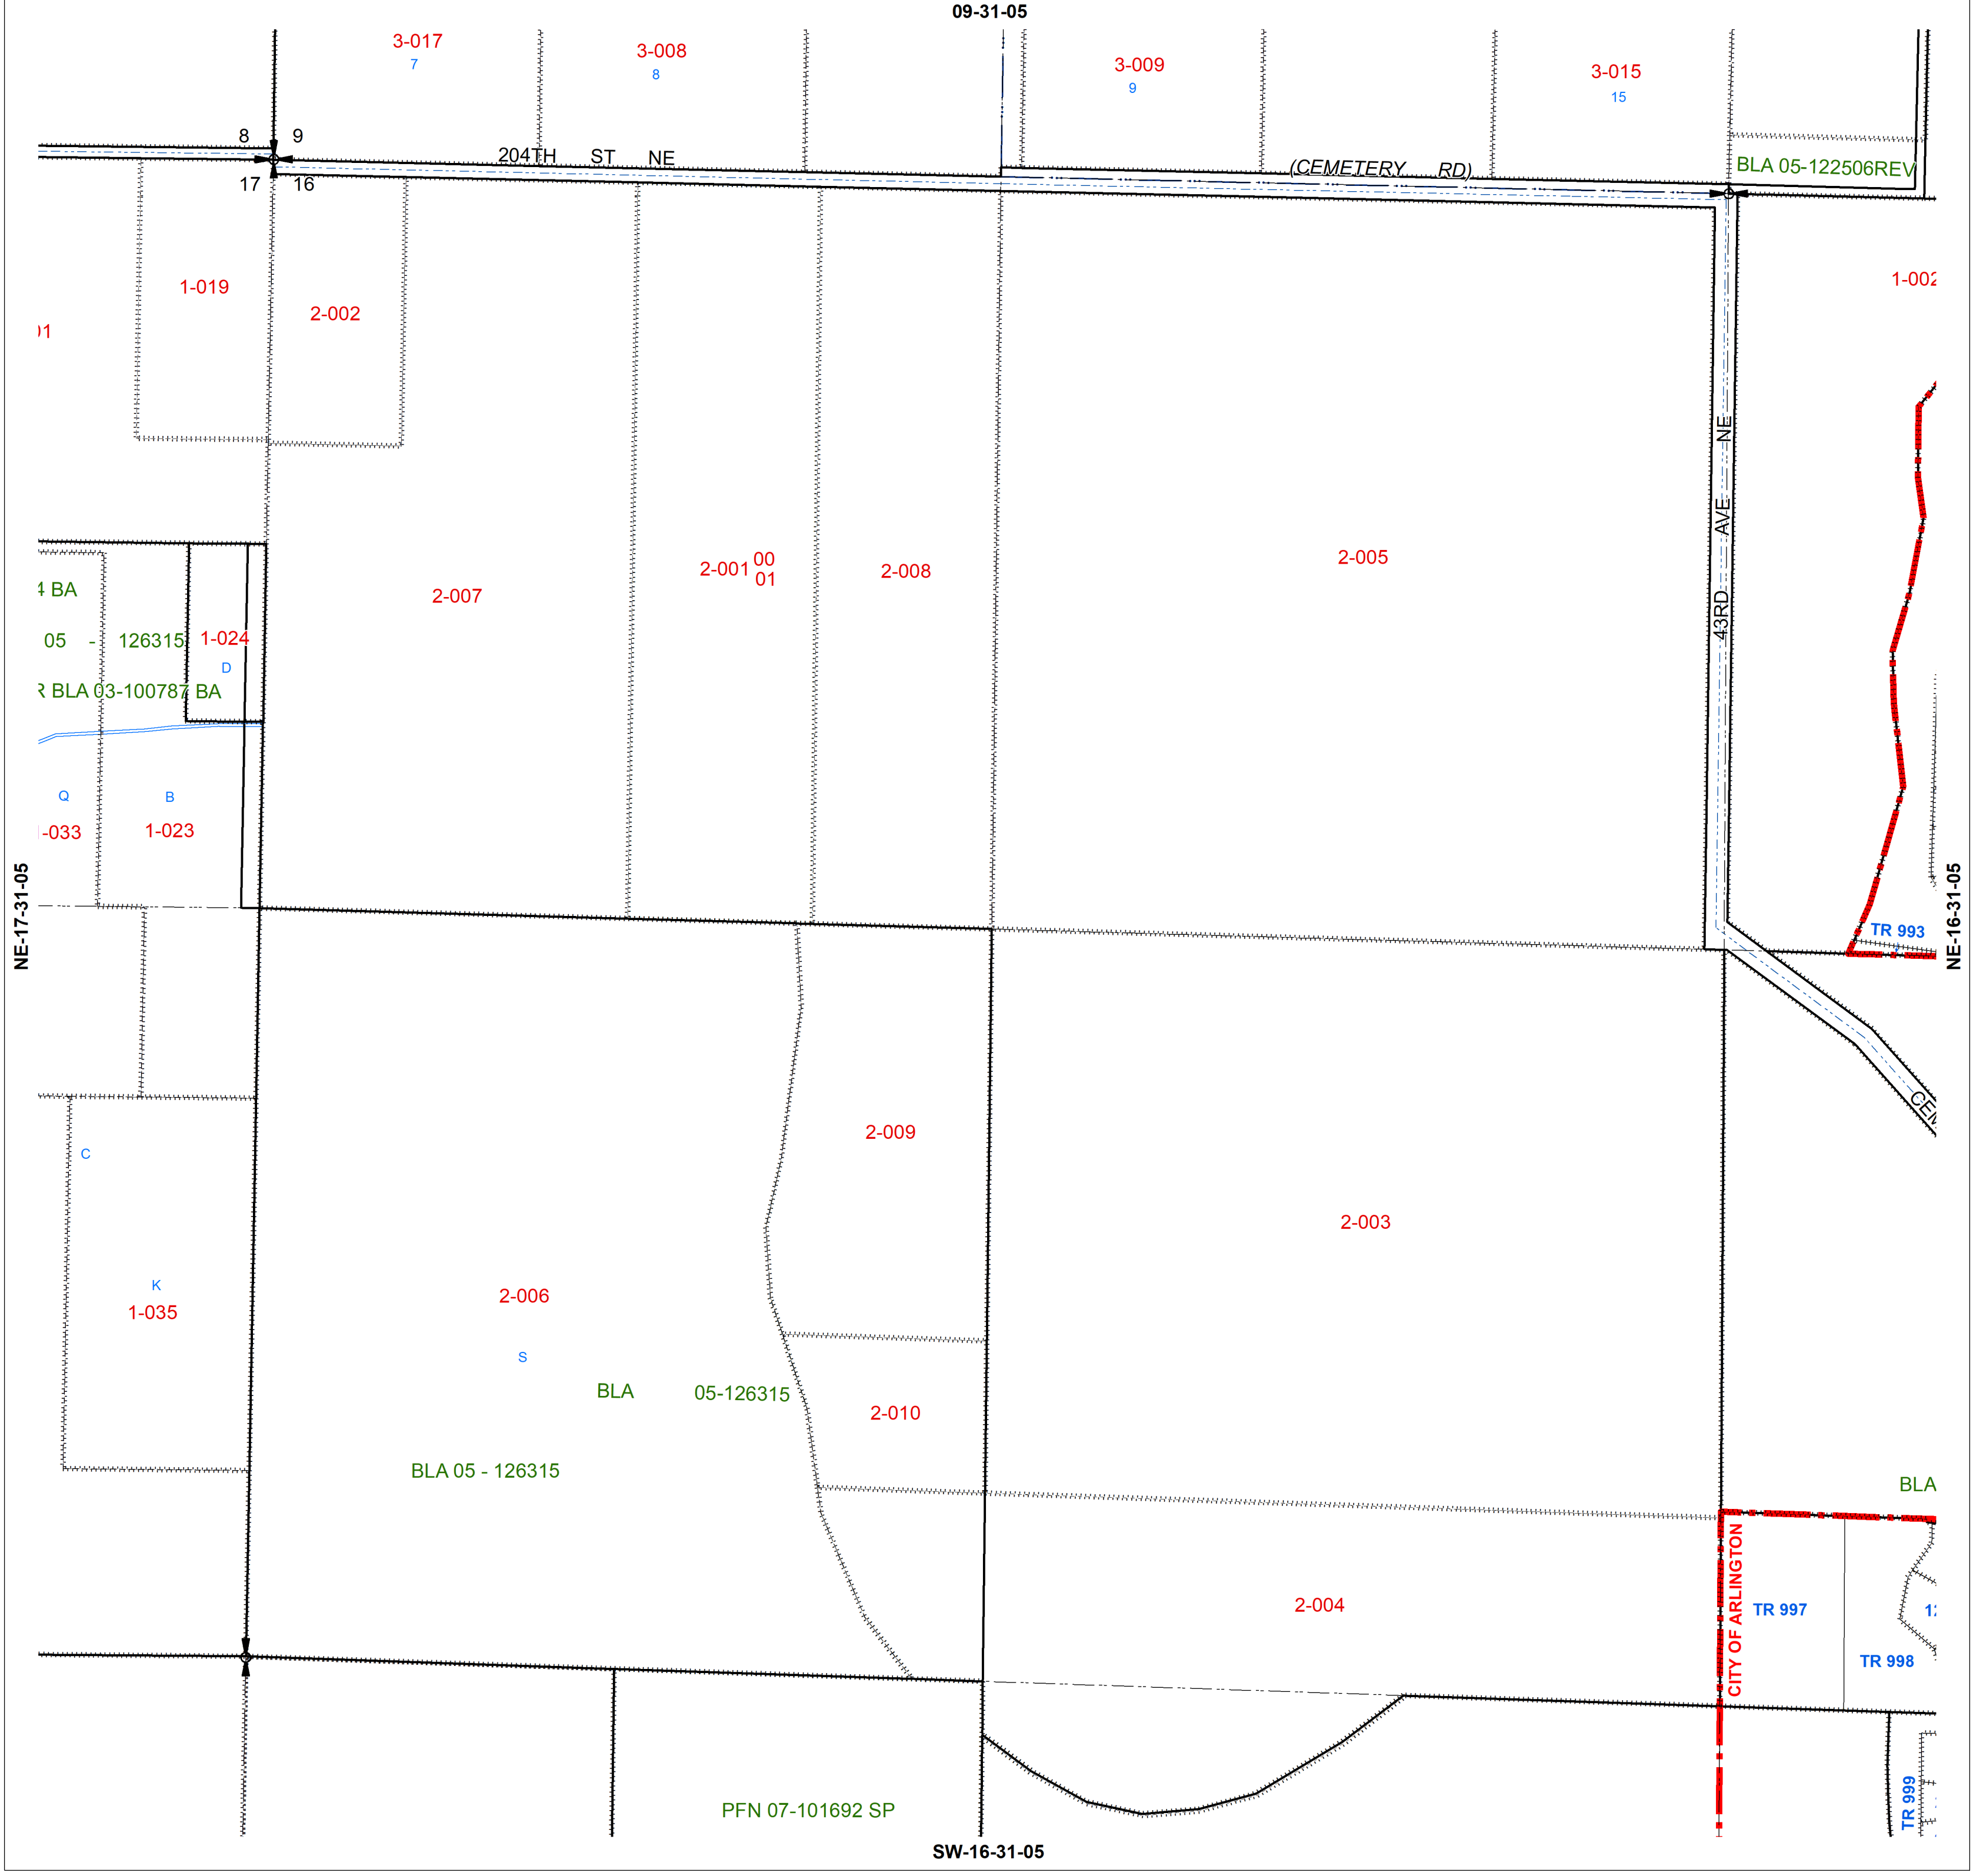 09-31-05
3-017
7
3-008
8
3-009
9
3-015
15
8 9
17 16
204TH ST NE
(CEMETERY RD)
BLA 05-122506REV
1-019
2-002
1-002
43RD AVE NE
2-007
2-001 00
01
2-008
2-005
4 BA
05 - 126315
1-024
D
R BLA 03-100787 BA
Q
B
-033
1-023
NE-17-31-05
NE-16-31-05
TR 993
C
2-009
2-003
K
1-035
2-006
S
BLA 05-126315
2-010
BLA 05 - 126315
BLA
2-004
CITY OF ARLINGTON
TR 997
TR 998
TR 999
PFN 07-101692 SP
SW-16-31-05